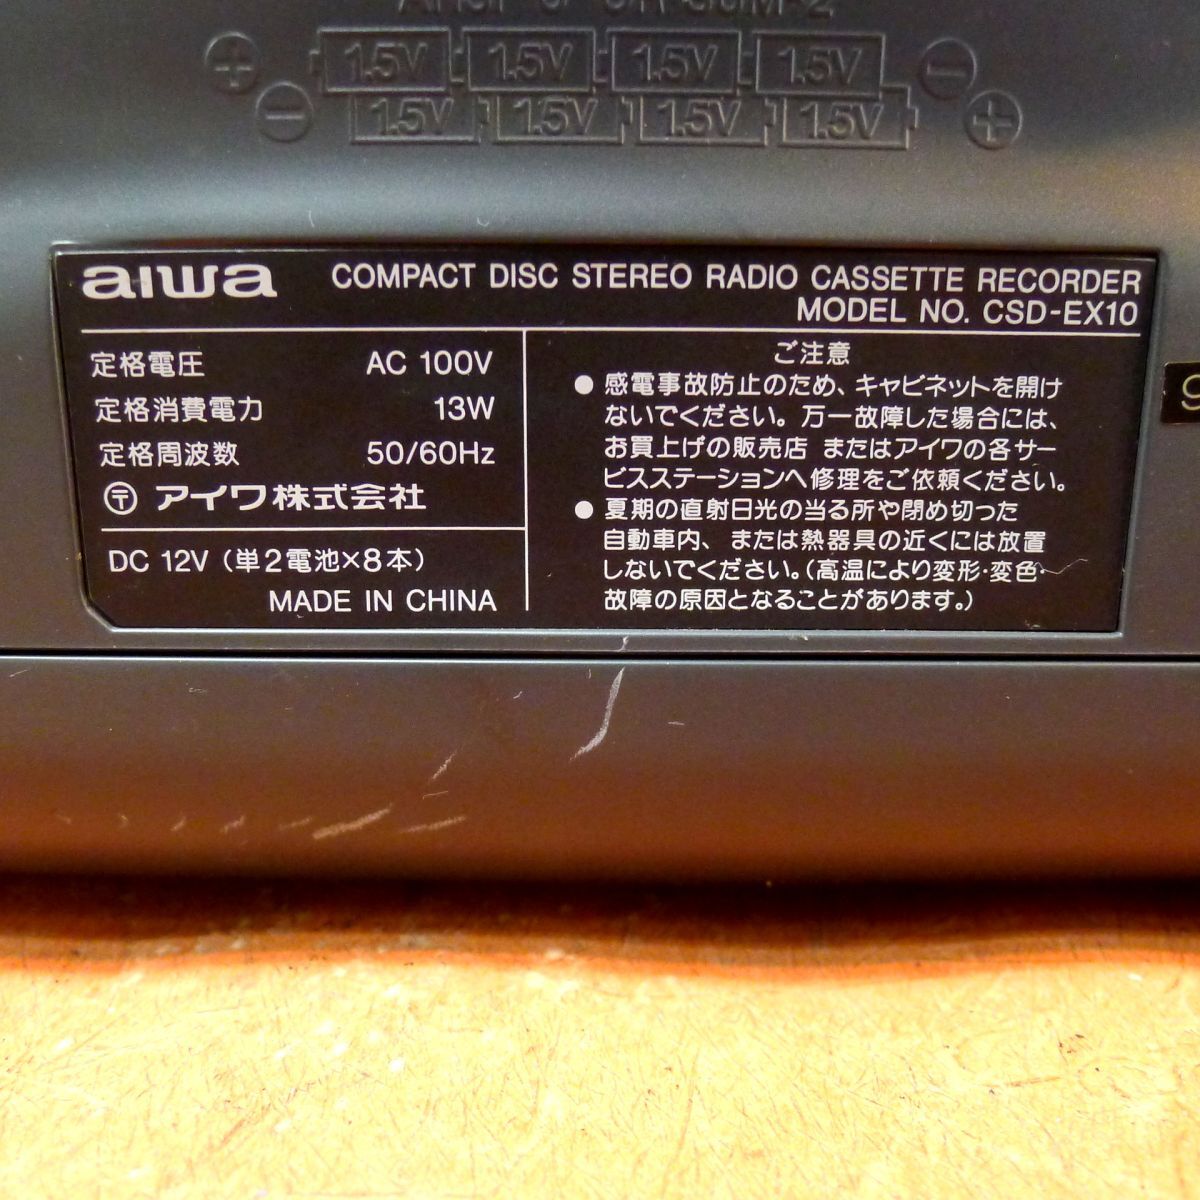 1.5V 1.5V 1.5V 1.5V
1.5V 1.5V 1.5V 1.5V
aiwa
COMPACT DISC STEREO RADIO CASSETTE RECORDER
MODEL NO. CSD-EX10
定格電圧 AC 100V
定格消費電力 13W
定格周波数 50/60Hz
〒 アイワ株式会社
DC 12V (単2電池×8本)
MADE IN CHINA
ご注意
● 感電事故防止のため、キャビネットを開け
ないでください。万一故障した場合には、
お買上げの販売店 またはアイワの各サー
ビスステーションへ修理をご依頼ください。
● 夏期の直射日光の当る所や閉め切った
自動車内、または熱器具の近くには放置
しないでください。(高温により変形・変色・
故障の原因となることがあります。)
9